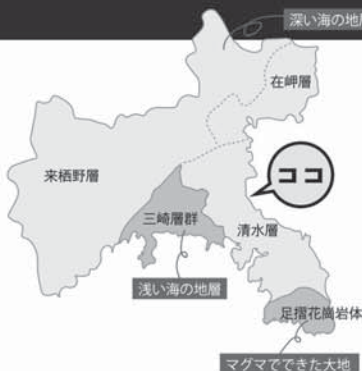 深い海の地
在岬層
来栖野層
ココ
三崎層群
清水層
浅い海の地層
足摺花崗岩体
マグマでできた大地